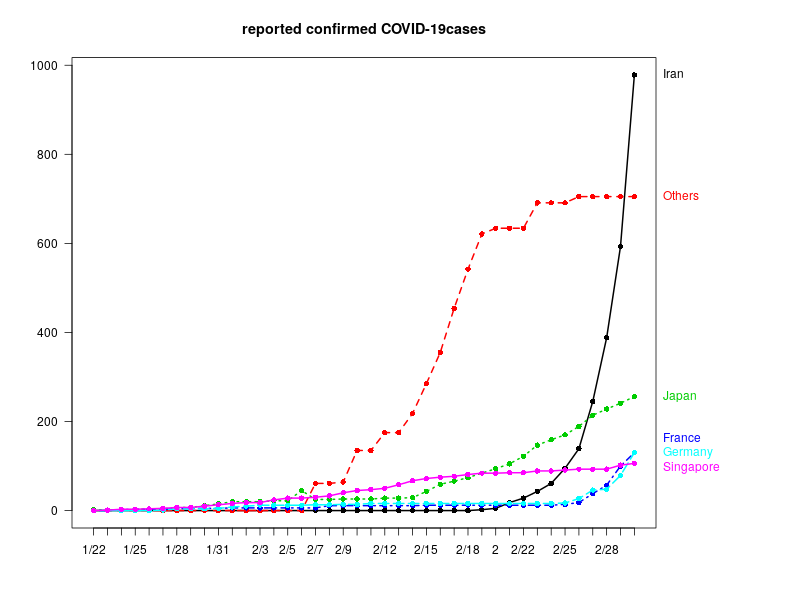 reported confirmed COVID-19cases
1000
800
600
400
200
0
1/22 1/25 1/28 1/31 2/3 2/5 2/7 2/9 2/12 2/15 2/18 2 2/22 2/25 2/28
Iran
Others
Japan
France
Germany
Singapore